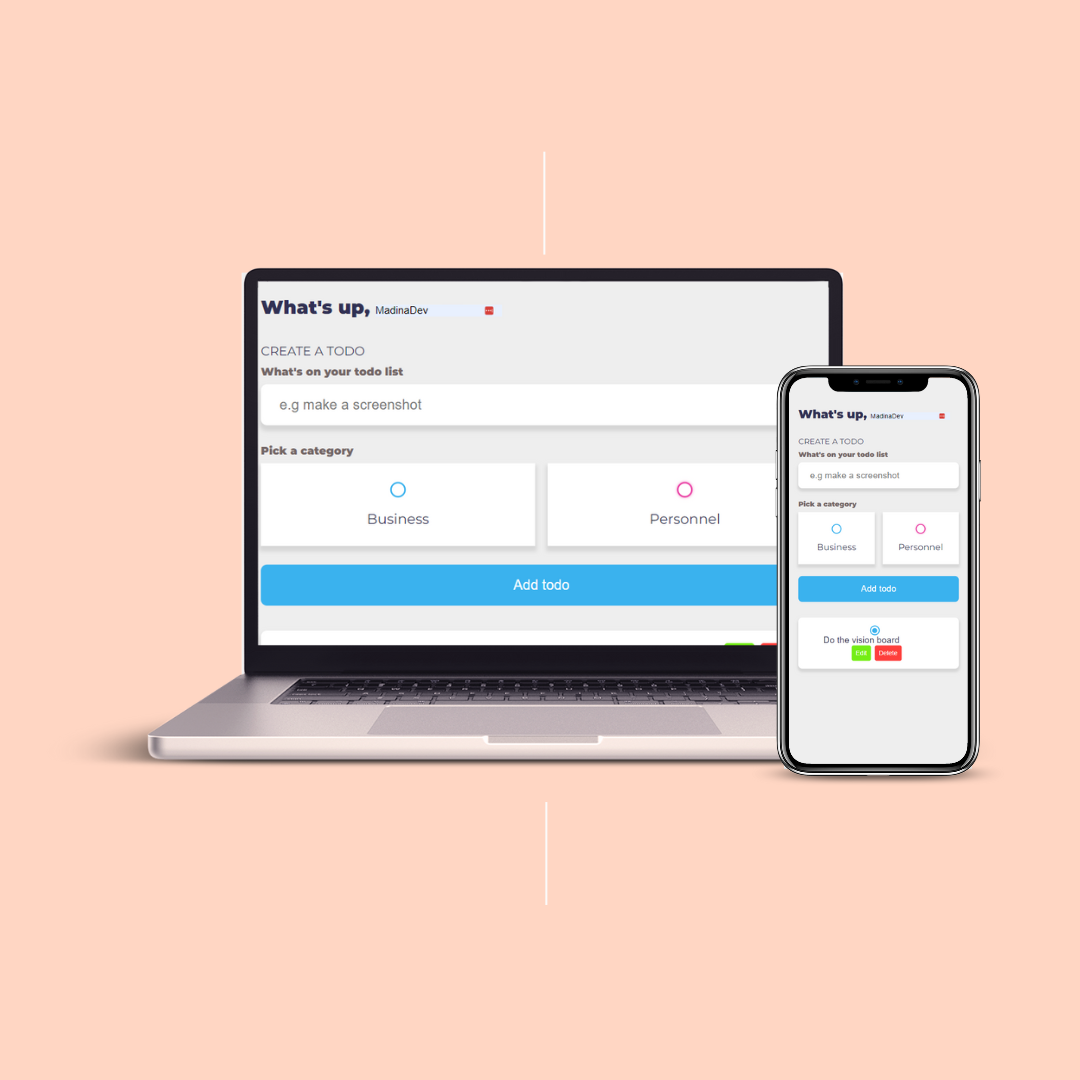 What's up, MadinaDev
CREATE A TODO
What's on your todo list
e.g make a screenshot
Pick a category
Business Personnel
Add todo
What's up, MadinaDev
CREATE A TODO
What's on your todo list
e.g make a screenshot
Pick a category
Business Personnel
Add todo
Do the vision board
Edit Delete